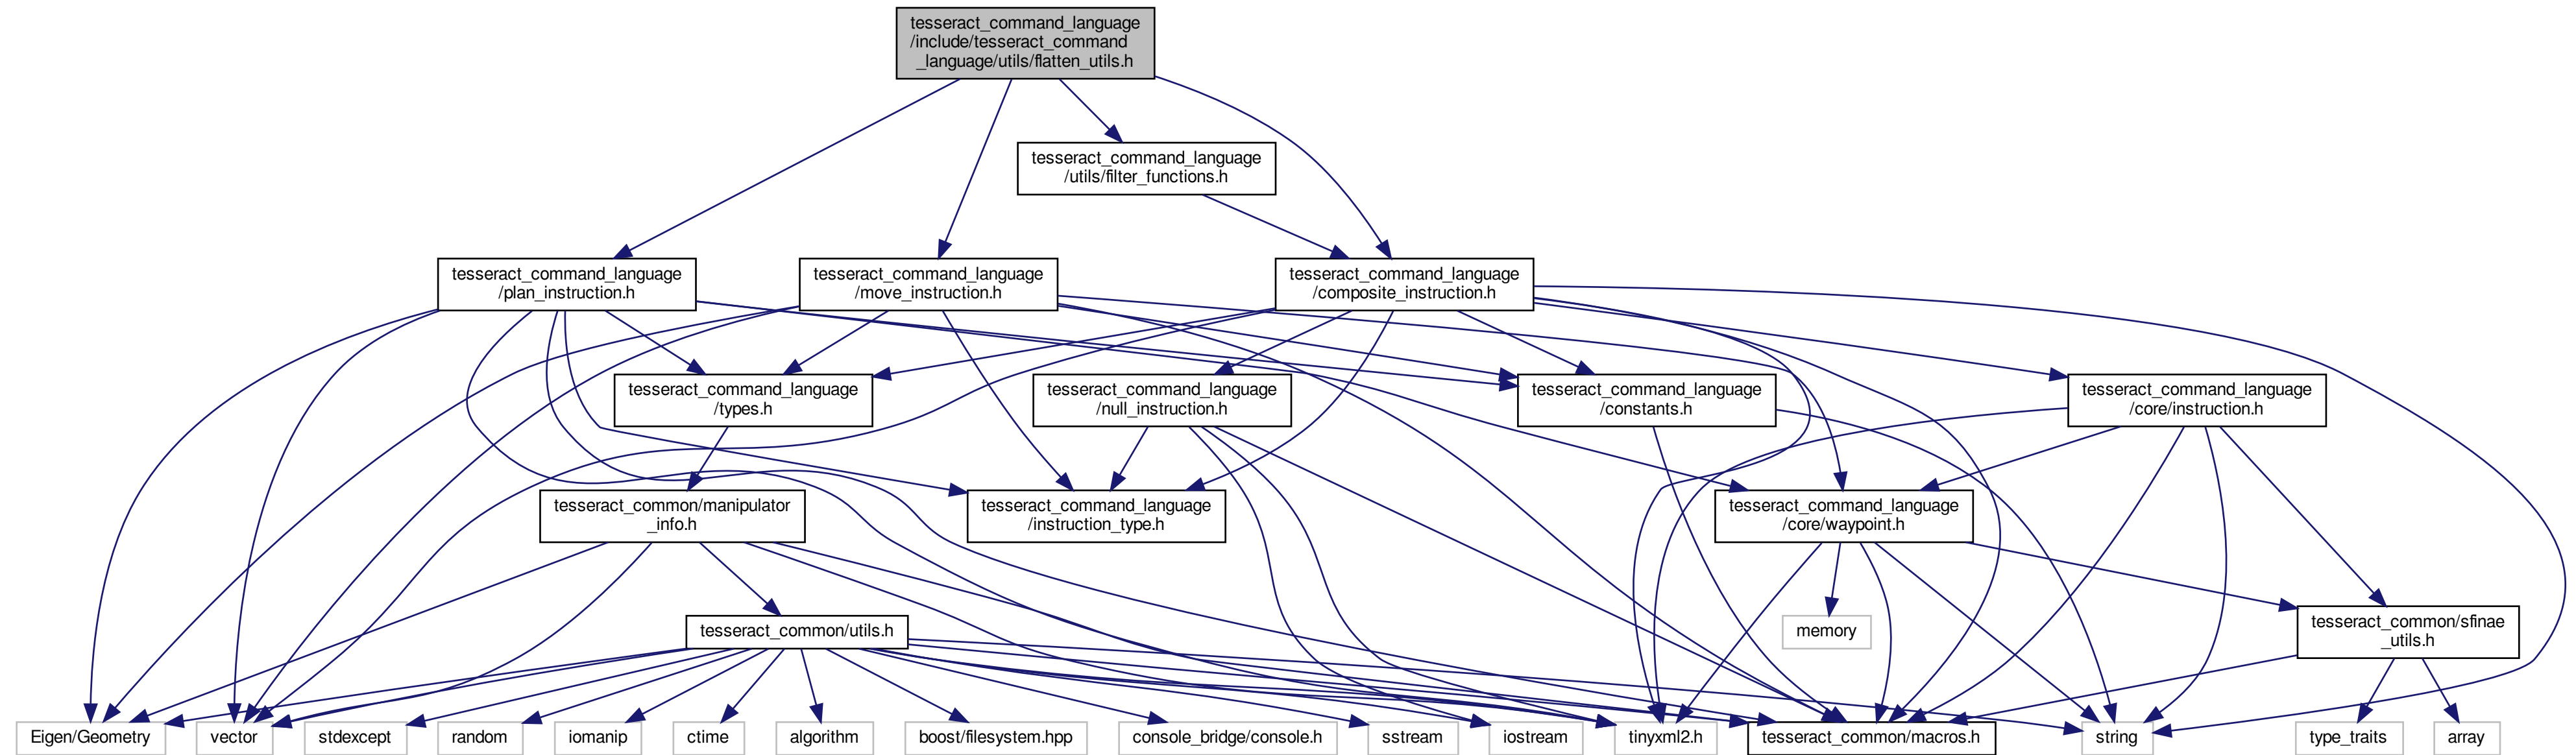 tesseract_command_language
/include/tesseract_command
_language/utils/flatten_utils.h
tesseract_command_language
/utils/filter_functions.h
tesseract_command_language
/plan_instruction.h
tesseract_command_language
/move_instruction.h
tesseract_command_language
/composite_instruction.h
tesseract_command_language
/types.h
tesseract_command_language
/null_instruction.h
tesseract_command_language
/constants.h
tesseract_command_language
/core/instruction.h
tesseract_common/manipulator
_info.h
tesseract_command_language
/instruction_type.h
tesseract_command_language
/core/waypoint.h
tesseract_common/utils.h
memory
tesseract_common/sfinae
_utils.h
Eigen/Geometry
vector
stdexcept
random
iomanip
ctime
algorithm
boost/filesystem.hpp
console_bridge/console.h
sstream
iostream
tinyxml2.h
tesseract_common/macros.h
string
type_traits
array